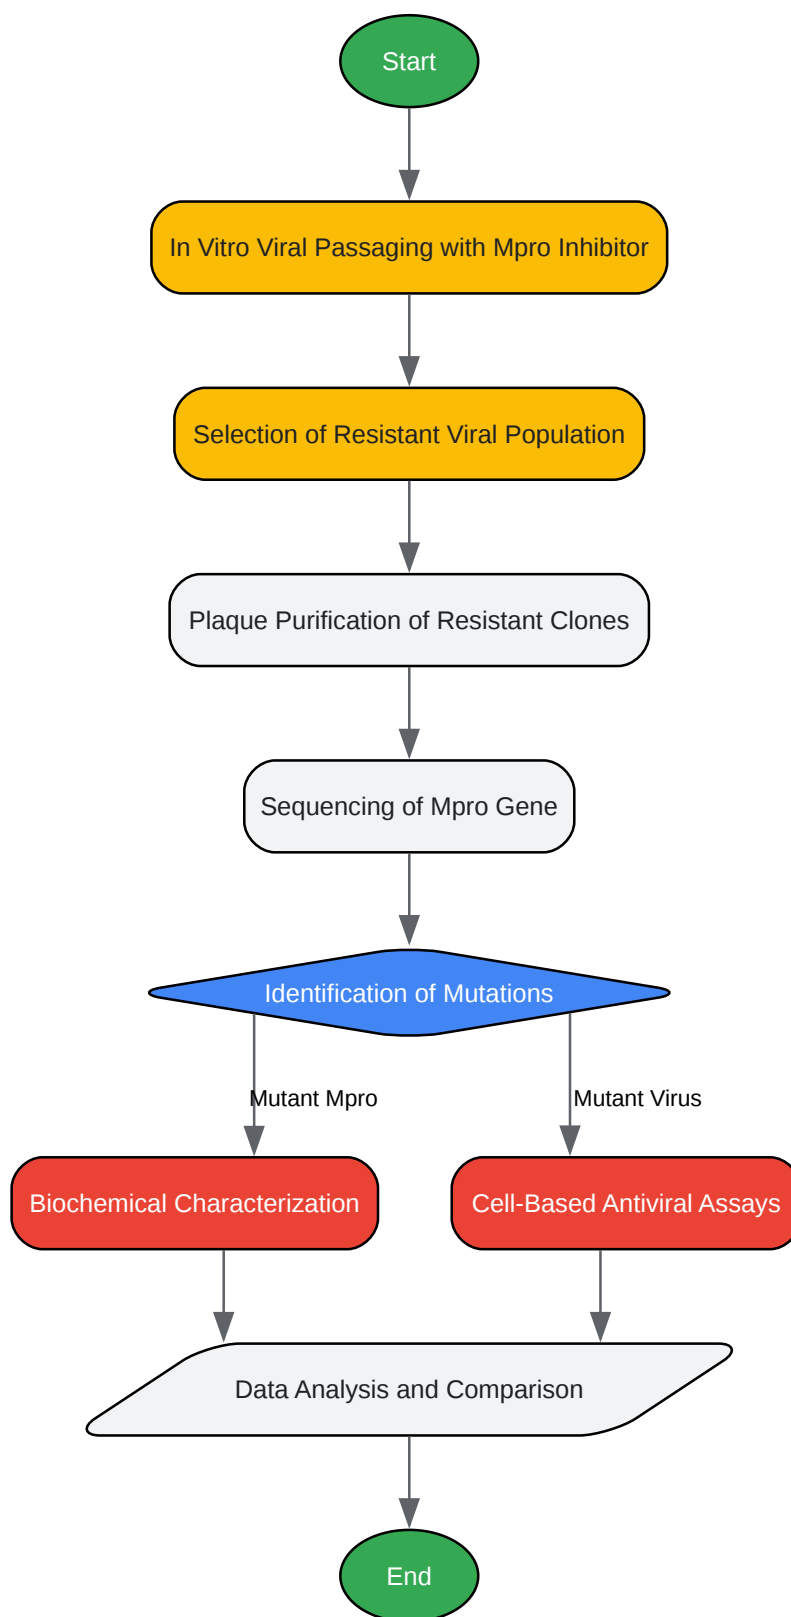 Start
In Vitro Viral Passaging with Mpro Inhibitor
Selection of Resistant Viral Population
Plaque Purification of Resistant Clones
Sequencing of Mpro Gene
Identification of Mutations
Mutant Mpro
Mutant Virus
Biochemical Characterization
Cell-Based Antiviral Assays
Data Analysis and Comparison
End